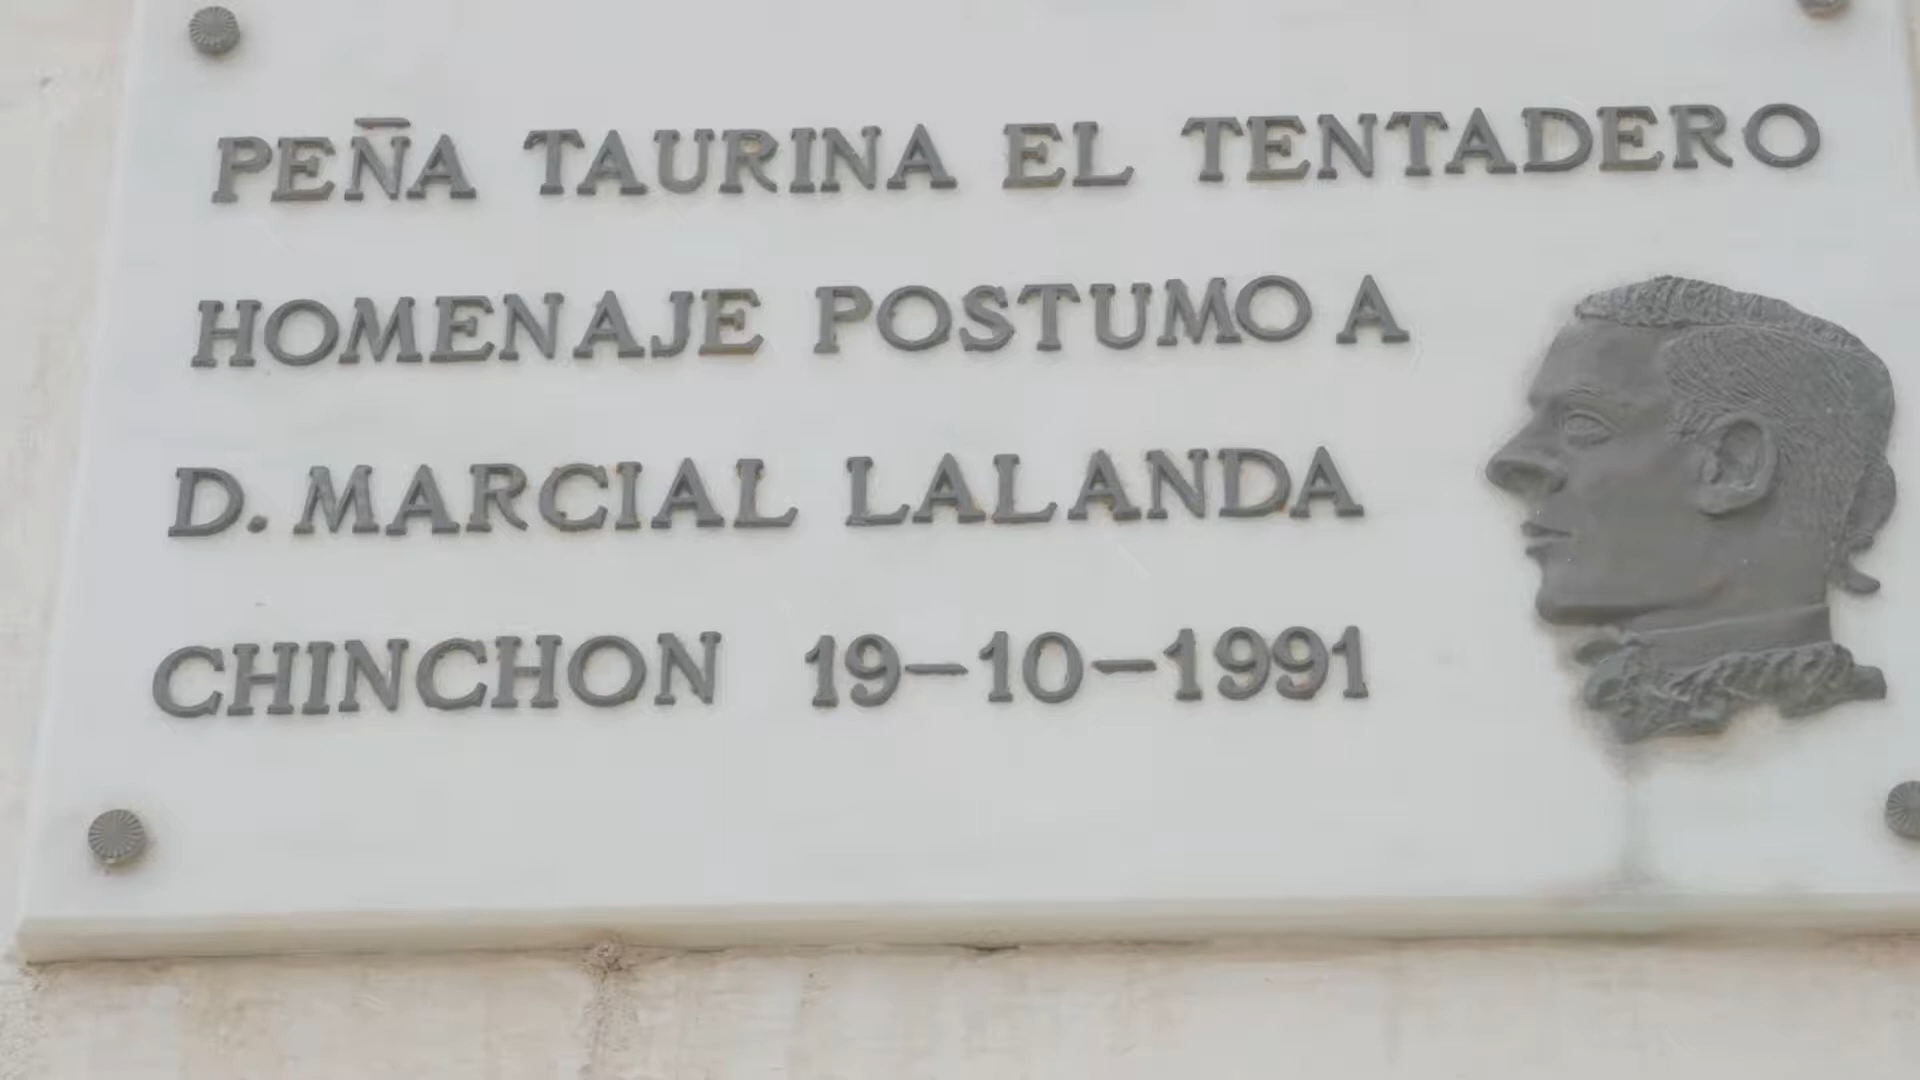 PEÑA TAURINA EL TENTADERO
HOMENAJE POSTUMO A
D. MARCIAL LALANDA
CHINCHON 19-10-1991